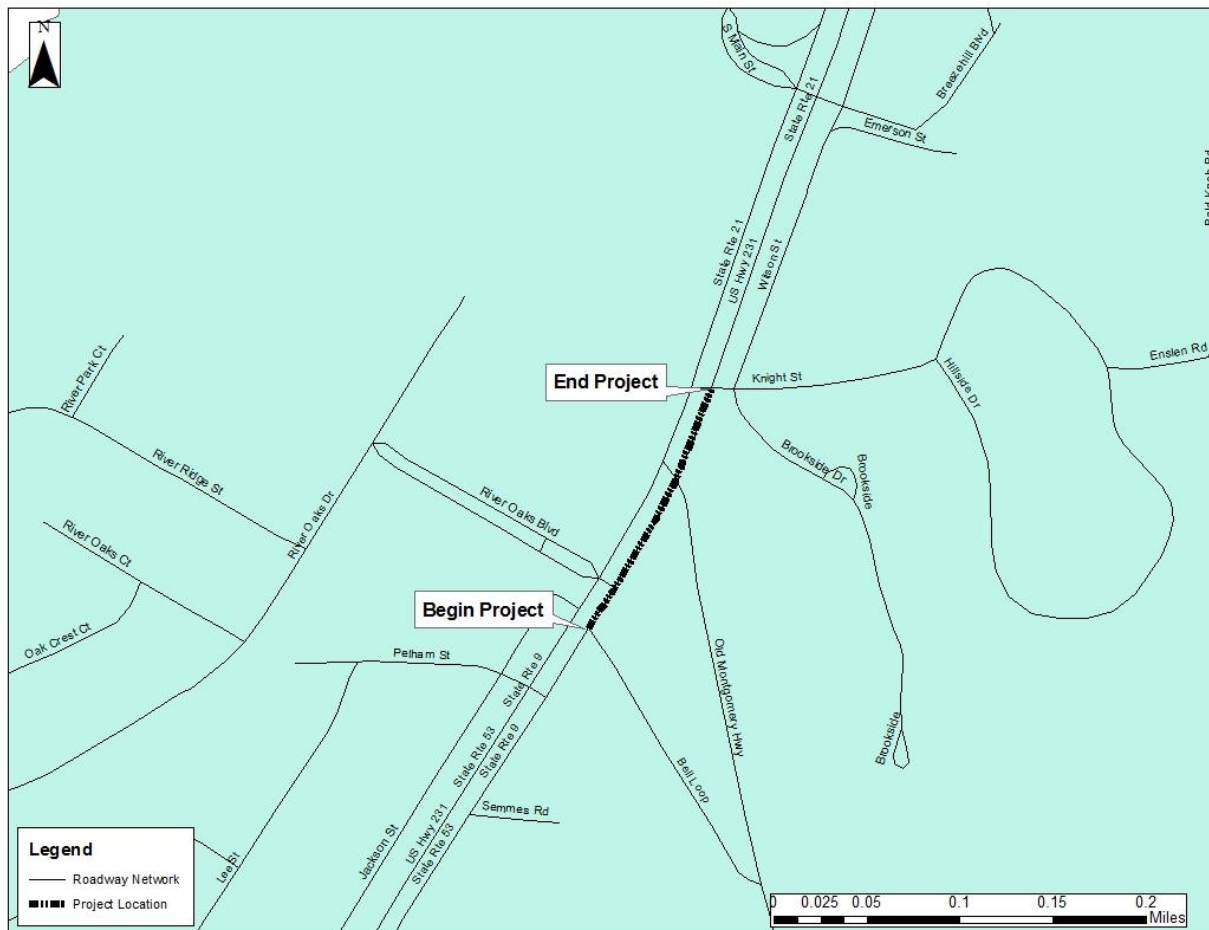 N
S Main St
State Rte 21
Breezehill Blvd
Emerson St
Bald Knob Rd
State Rte 21
US Hwy 231
Wilson St
Enslen Rd
River Park Ct
End Project
Knight St
Hillside Dr
River Ridge St
Brookside Dr
Brookside
River Oaks Dr
River Oaks Blvd
River Oaks Ct
Begin Project
Oak Crest Ct
Pelham St
State Rte 9
Old Montgomery Hwy
State Rte 53
State Rte 9
Brookside
Bell Loop
Semmes Rd
US Hwy 231
Jackson St
State Rte 53
Lee St
Legend
Roadway Network
Project Location
0 0.025 0.05 0.1 0.15 0.2
Miles